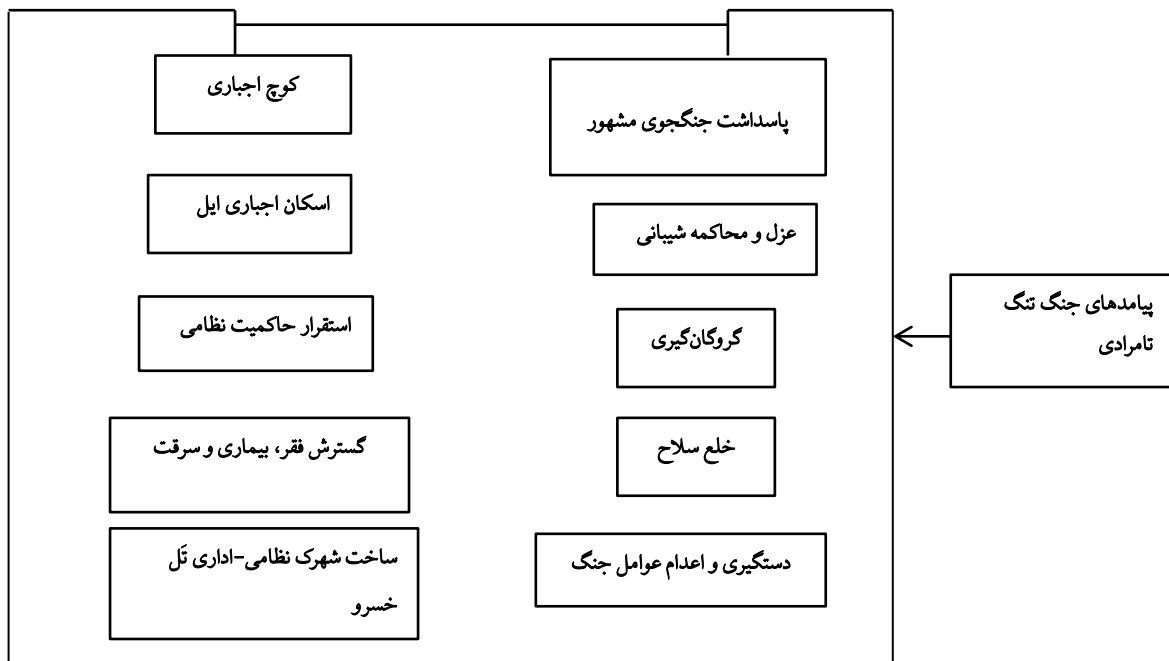 پیامدهای جنگ تنگ
تامرادی
پاسداشت جنگجوی مشهور
عزل و محاکمه شیبانی
گروگان‌گیری
خلع سلاح
دستگیری و اعدام عوامل جنگ
کوچ اجباری
اسکان اجباری ایل
استقرار حاکمیت نظامی
گسترش فقر، بیماری و سرقت
ساخت شهرک نظامی-اداری تَل
خسرو